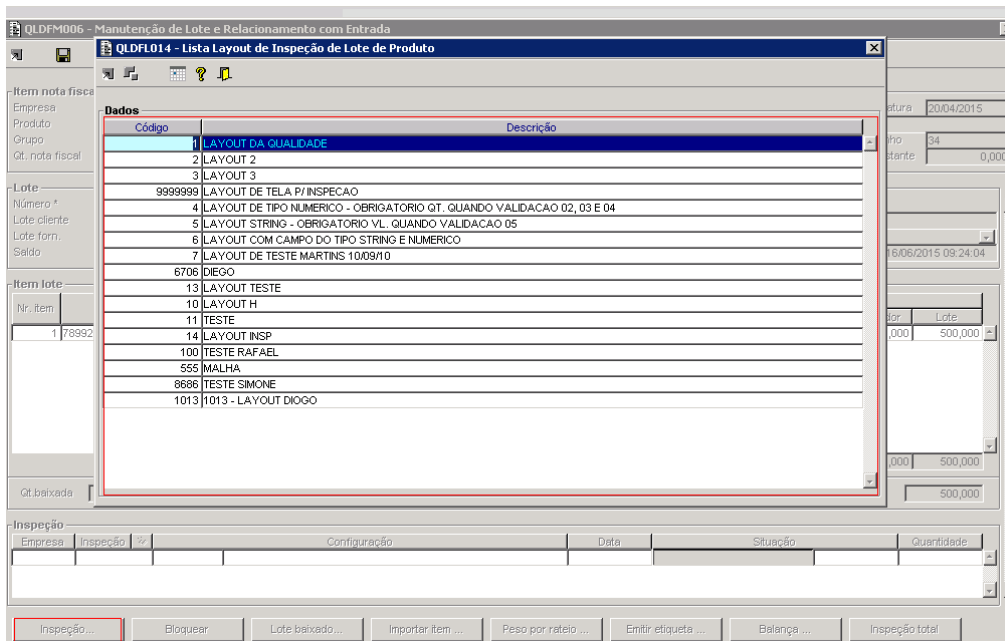 QLDFM006 - Manutenção de Lote e Relacionamento com Entrada
QLDFL014 - Lista Layout de Inspeção de Lote de Produto
Item nota fisca
Empresa
atura 20/04/2015
Produto
Grupo
nho 34
Qt. nota fiscal
stante 0,000
Dados
Código Descrição
1 LAYOUT DA QUALIDADE
2 LAYOUT 2
3 LAYOUT 3
9999999 LAYOUT DE TELA P/ INSPECAO
4 LAYOUT DE TIPO NUMERICO - OBRIGATORIO QT. QUANDO VALIDACAO 02, 03 E 04
5 LAYOUT STRING - OBRIGATORIO VL. QUANDO VALIDACAO 05
6 LAYOUT COM CAMPO DO TIPO STRING E NUMERICO
7 LAYOUT DE TESTE MARTINS 10/09/10
6706 DIEGO
13 LAYOUT TESTE
10 LAYOUT H
11 TESTE
14 LAYOUT INSP
100 TESTE RAFAEL
555 MALHA
8686 TESTE SIMONE
1013 1013 - LAYOUT DIOGO
Lote
Número *
Lote cliente
Lote forn.
Saldo
16/06/2015 09:24:04
Item lote
Nr. item
dor Lote
1 78992
,000 500,000
,000 500,000
Qt.baixada
500,000
Inspeção
Empresa Inspeção Configuração Data Situação Quantidade
Inspeção... Bloquear Lote baixado... Importar item ... Peso por rateio ... Emitir etiqueta ... Balança ... Inspeção total